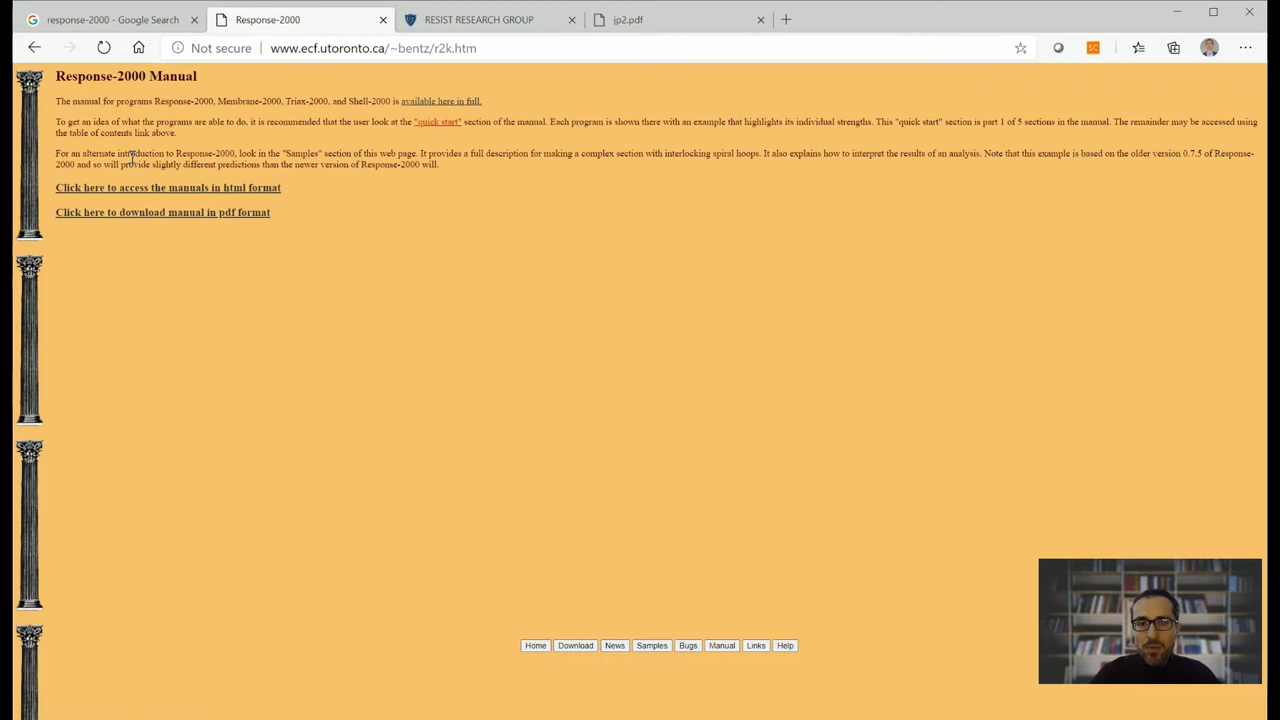 response-2000 - Google Search
Response-2000
RESIST RESEARCH GROUP
jp2.pdf
Not secure
www.ecf.utoronto.ca/~bentz/r2k.htm
SC
Response-2000 Manual
The manual for programs Response-2000, Membrane-2000, Triax-2000, and Shell-2000 is available here in full.
To get an idea of what the programs are able to do, it is recommended that the user look at the "quick start" section of the manual. Each program is shown there with an example that highlights its individual strengths. This "quick start" section is part 1 of 5 sections in the manual. The remainder may be accessed using
the table of contents link above.
For an alternate introduction to Response-2000, look in the "Samples" section of this web page. It provides a full description for making a complex section with interlocking spiral hoops. It also explains how to interpret the results of an analysis. Note that this example is based on the older version 0.7.5 of Response-
2000 and so will provide slightly different predictions than the newer version of Response-2000 will.
Click here to access the manuals in html format
Click here to download manual in pdf format
Home Download News Samples Bugs Manual Links Help